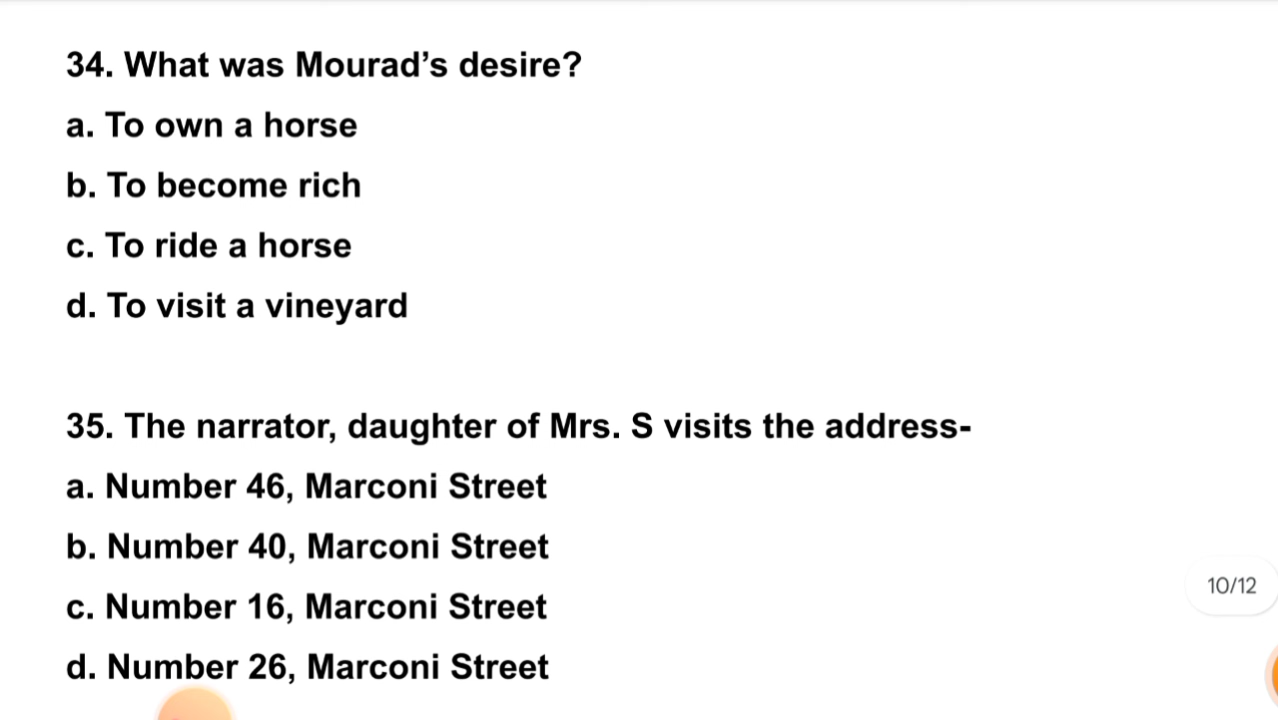 34. What was Mourad’s desire?
a. To own a horse
b. To become rich
c. To ride a horse
d. To visit a vineyard
35. The narrator, daughter of Mrs. S visits the address-
a. Number 46, Marconi Street
b. Number 40, Marconi Street
10/12
c. Number 16, Marconi Street
d. Number 26, Marconi Street